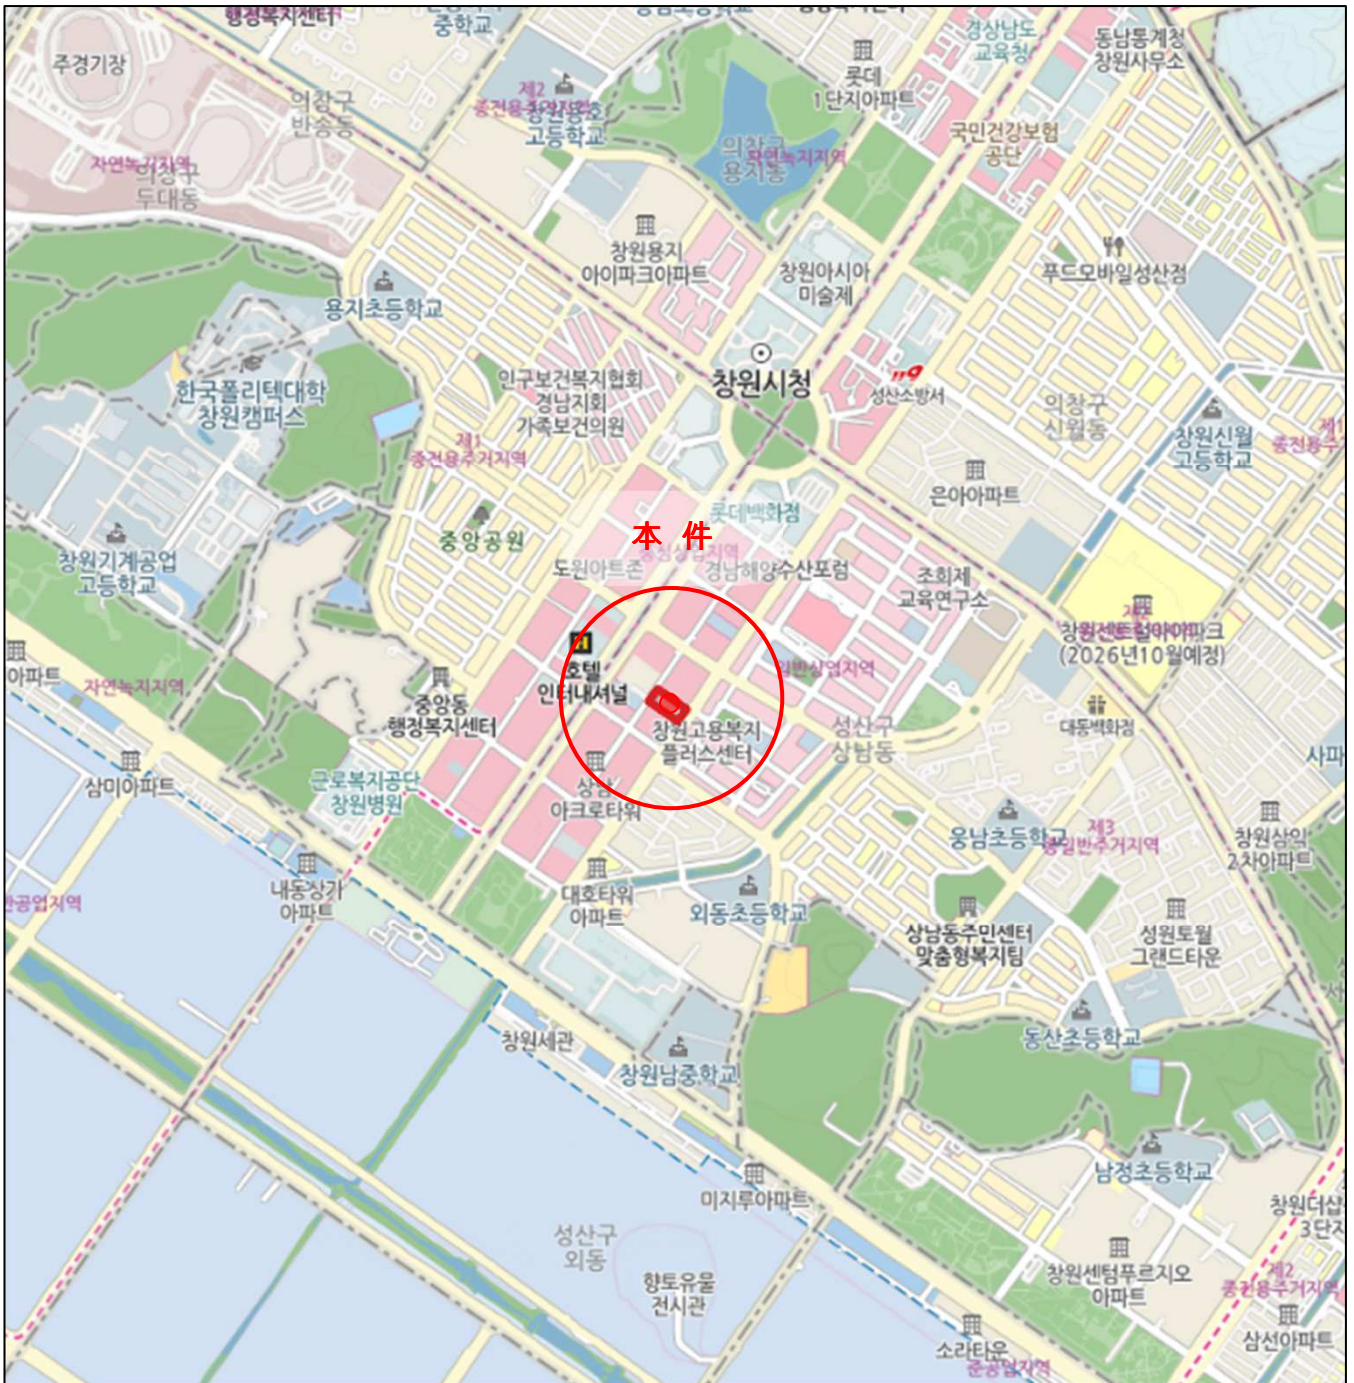 행정복지센터
중학교
주경기장
경상남도
교육청
동남통계청
창원사무소
롯데
1단지아파트
제2
종전용주거지역
창원용호
고등학교
의창구
반송동
국민건강보험
공단
의창구
용지동
자연녹지지역
자연녹지지역
의창구
두대동
창원용지
아이파크아파트
창원아시아
미술제
푸드모바일성산점
용지초등학교
창원시청
한국폴리텍대학
창원캠퍼스
인구보건복지협회
경남지회
가족보건의원
성산소방서
119
의창구
신월동
제1
종전용주거지역
창원신월
고등학교
은아아파트
중앙공원
롯데백화점
本 件
중심상업지역
도원아트존
경남해양수산포럼
창원기계공업
고등학교
조희제
교육연구소
창원센트럴아이파크
(2026년10월예정)
H
호텔
인터내셔널
일반상업지역
아파트
자연녹지지역
중앙동
행정복지센터
창원고용복지
플러스센터
성산구
상남동
대동백화점
삼미아파트
근로복지공단
창원병원
상남
아크로타워
웅남초등학교
제3
종일반주거지역
창원삼익
2차아파트
내동상가
아파트
대호타워
아파트
외동초등학교
상남동주민센터
맞춤형복지팀
성원토월
그랜드타운
창원세관
창원남중학교
동산초등학교
남정초등학교
미지루아파트
창원더샵
3단지
성산구
외동
향토유물
전시관
창원센텀푸르지오
아파트
제2
종전용주거지역
소라타운
준공업지역
삼선아파트